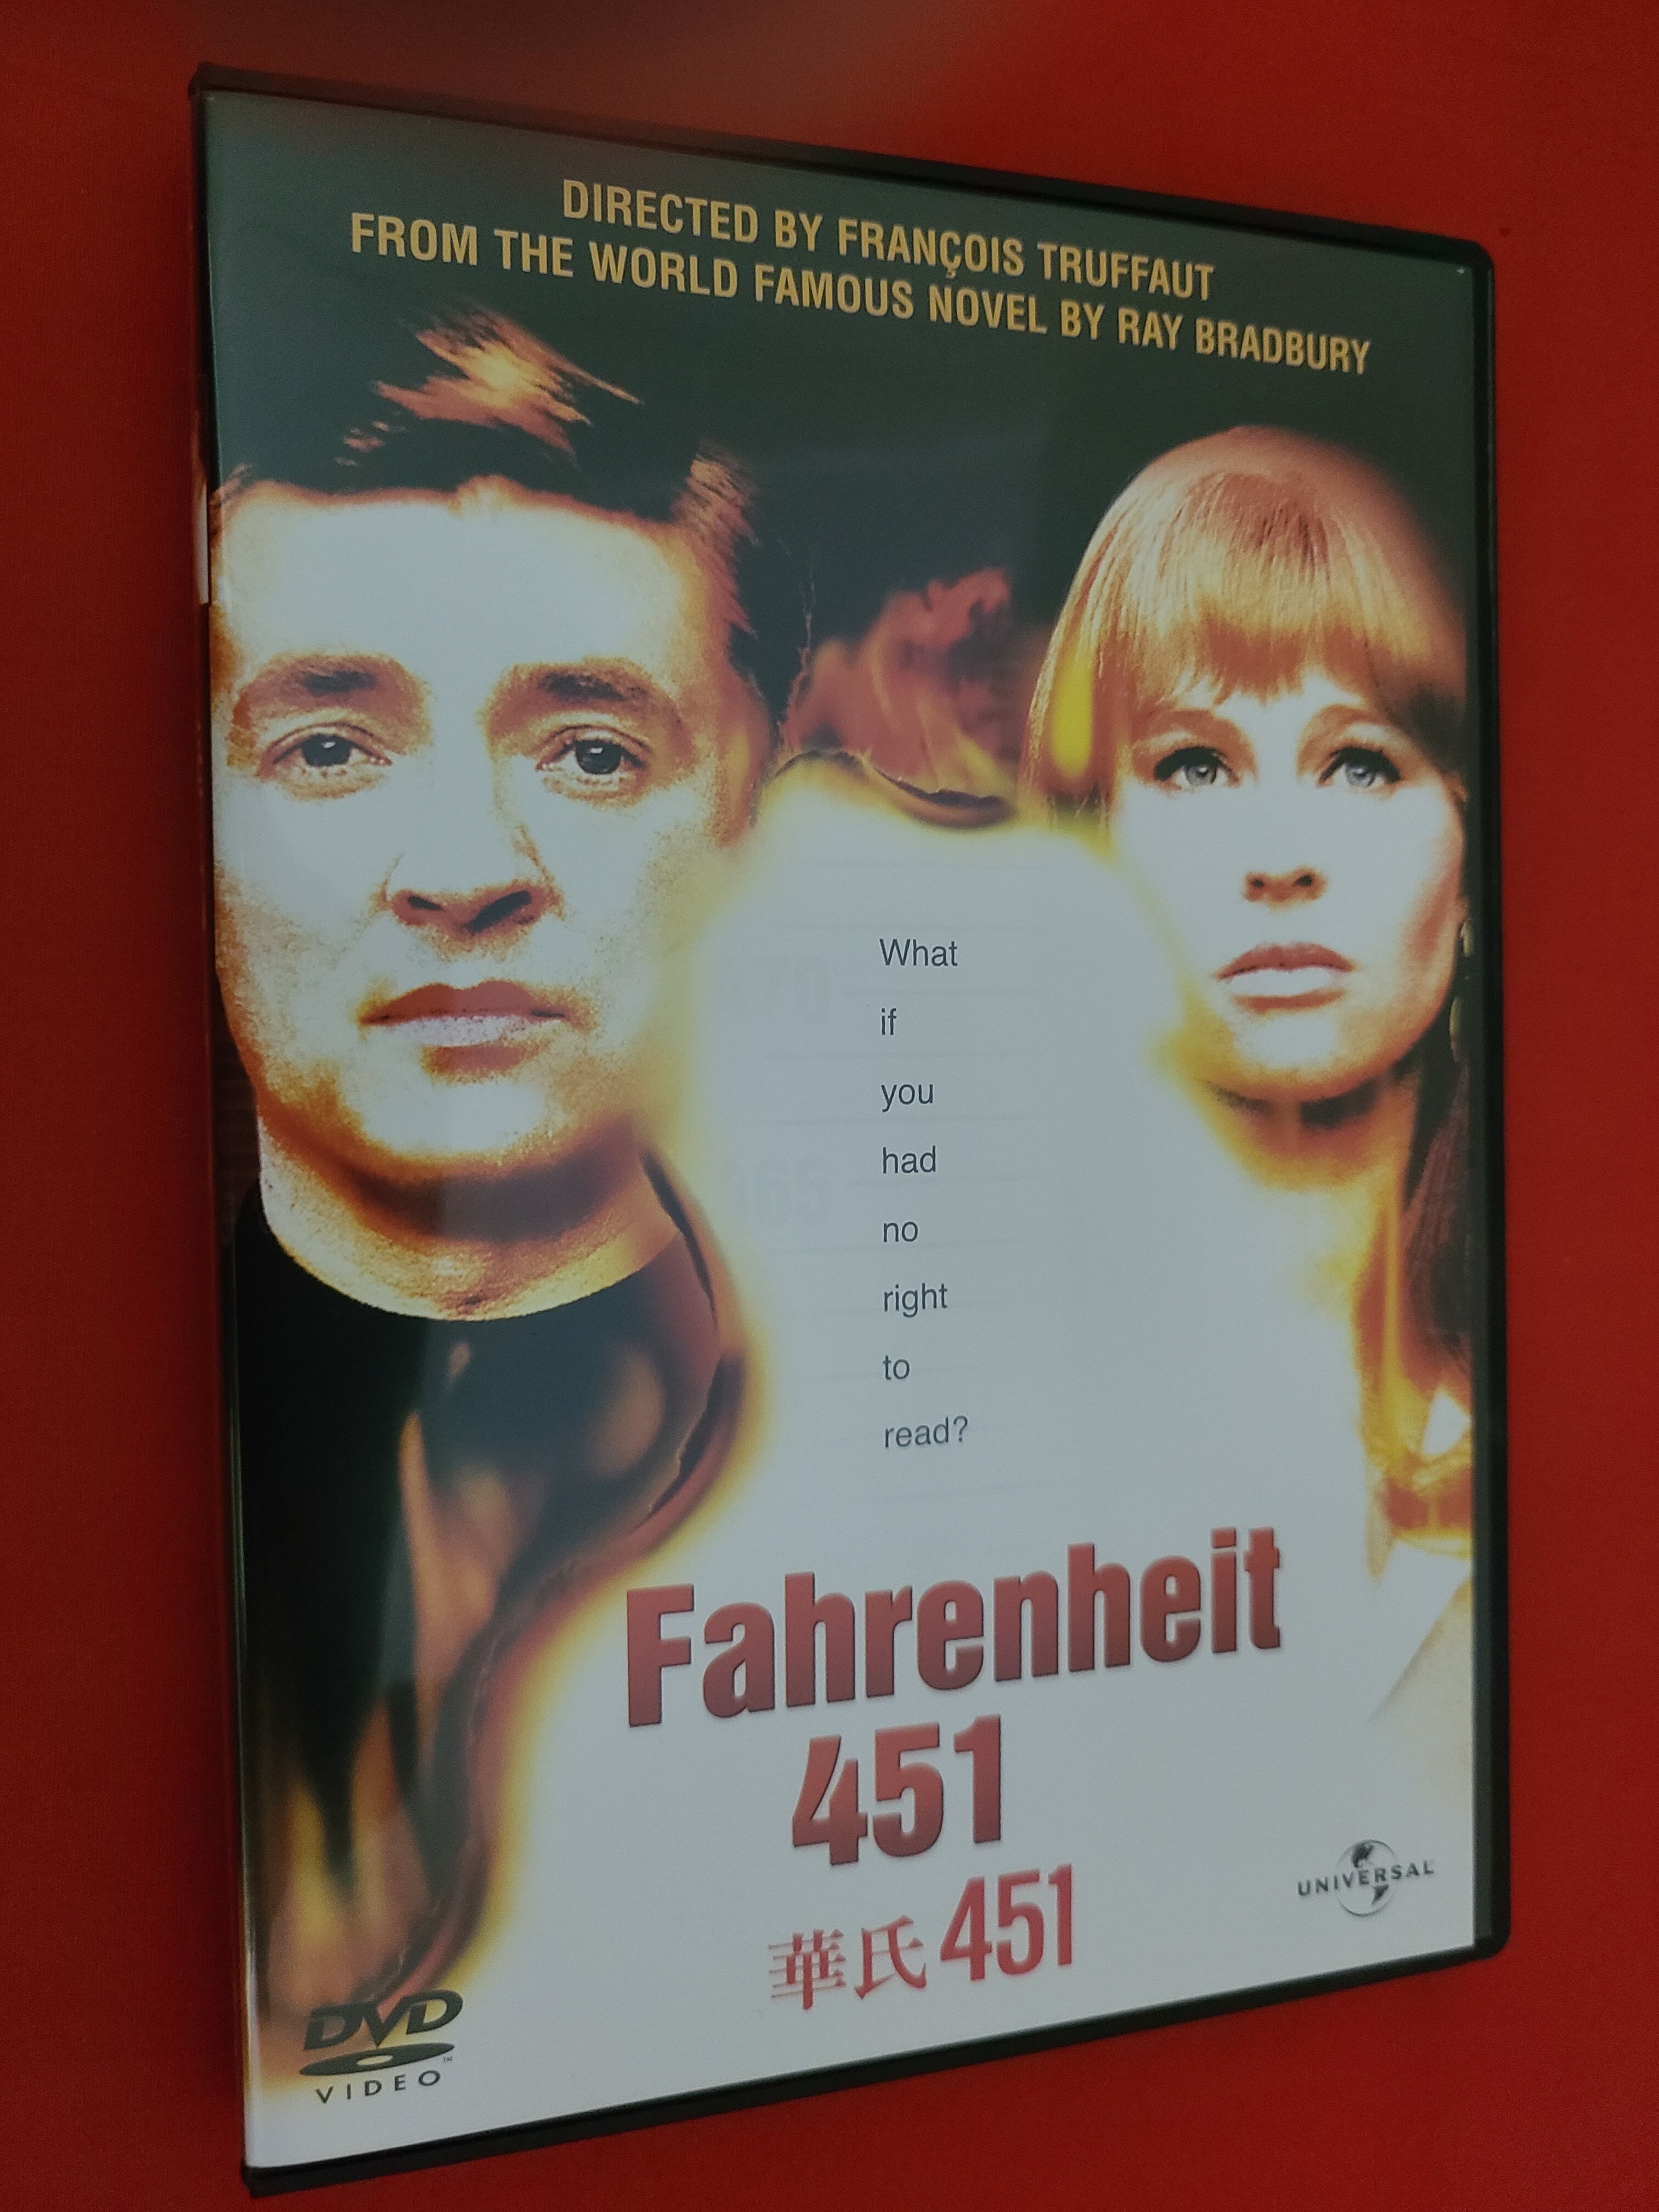 DIRECTED BY FRANÇOIS TRUFFAUT
FROM THE WORLD FAMOUS NOVEL BY RAY BRADBURY
What
if
you
had
no
right
to
read?
Fahrenheit
451
華氏451
UNIVERSAL
DVD
VIDEO